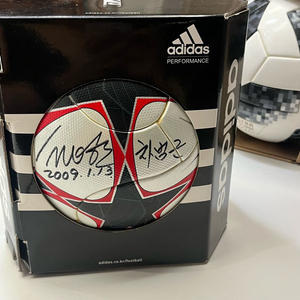 adidas
PERFORMANCE
차범근
2009.1.13
adidas
adidas.co.kr/football